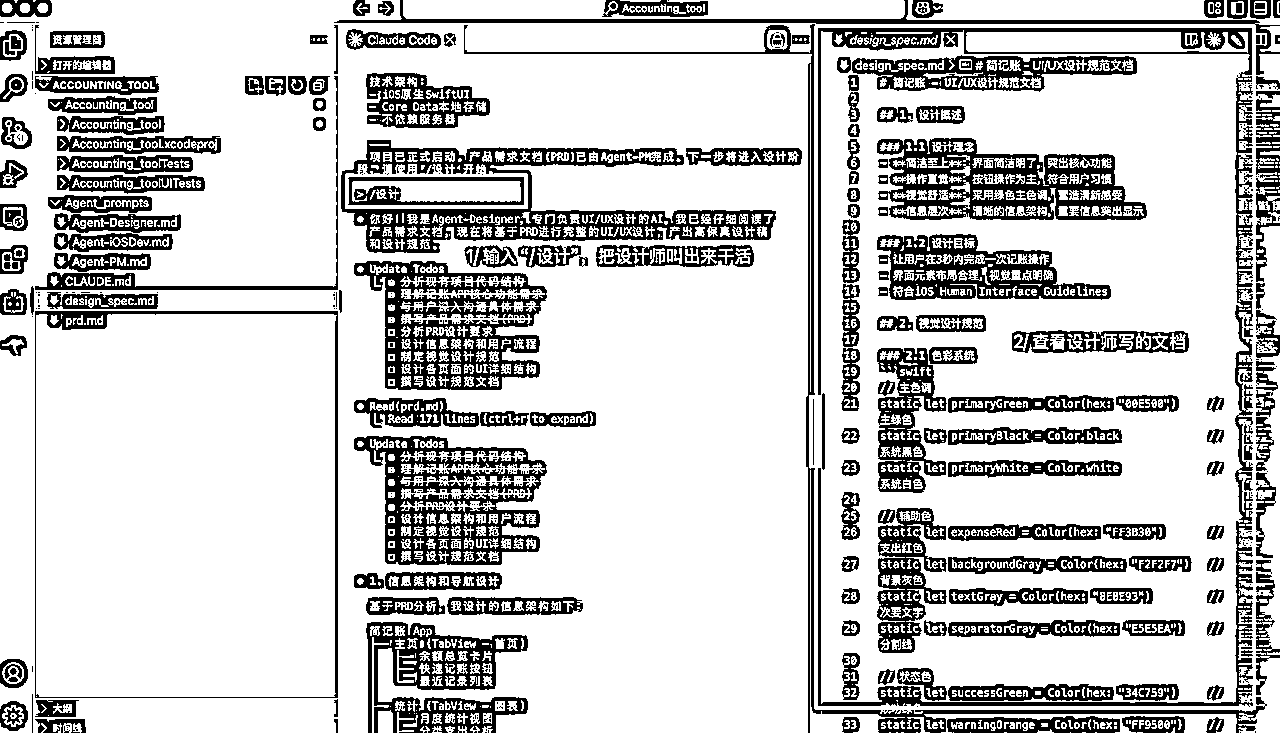 Accounting_tool
资源管理器
打开的编辑器
ACCOUNTING_TOOL
Accounting_tool
Accounting_tool
Accounting_tool.xcodeproj
Accounting_toolTests
Accounting_toolUITests
Agent_prompts
Agent-Designer.md
Agent-iOSDev.md
Agent-PM.md
CLAUDE.md
design_spec.md
prd.md
大纲
时间线
Claude Code
技术架构:
- iOS原生SwiftUI
- Core Data本地存储
- 不依赖服务器
项目已正式启动,产品需求文档(PRD)已由Agent-PM完成。下一步将进入设计阶
段,请使用"/设计"开始。
> /设计
你好!我是Agent-Designer,专门负责UI/UX设计的AI。我已经仔细阅读了
产品需求文档,现在将基于PRD进行完整的UI/UX设计,产出高保真设计稿
和设计规范。
1/ 输入“/设计”,把设计师叫出来干活
Update Todos
分析现有项目代码结构
理解记账APP核心功能需求
与用户深入沟通具体需求
撰写产品需求文档(PRD)
分析PRD设计要求
设计信息架构和用户流程
制定视觉设计规范
设计各页面的UI详细结构
撰写设计规范文档
Read(prd.md)
Read 171 lines (ctrl+r to expand)
Update Todos
分析现有项目代码结构
理解记账APP核心功能需求
与用户深入沟通具体需求
撰写产品需求文档(PRD)
分析PRD设计要求
设计信息架构和用户流程
制定视觉设计规范
设计各页面的UI详细结构
撰写设计规范文档
1. 信息架构和导航设计
基于PRD分析,我设计的信息架构如下:
简记账 App
主页 (TabView - 首页)
余额总览卡片
快速记账按钮
最近记录列表
统计 (TabView - 图表)
月度统计视图
分类支出分析
design_spec.md
design_spec.md > # 简记账 - UI/UX设计规范文档
1 # 简记账 - UI/UX设计规范文档
2
3 ## 1. 设计概述
4
5 ### 1.1 设计理念
6 - **简洁至上**: 界面简洁明了,突出核心功能
7 - **操作直觉**: 按钮操作为主,符合用户习惯
8 - **视觉舒适**: 采用绿色主色调,营造清新感受
9 - **信息层次**: 清晰的信息架构,重要信息突出显示
10
11 ### 1.2 设计目标
12 - 让用户在3秒内完成一次记账操作
13 - 界面元素布局合理,视觉重点明确
14 - 符合iOS Human Interface Guidelines
15
16 ## 2. 视觉设计规范
17
2/ 查看设计师写的文档
18 ### 2.1 色彩系统
19 ```swift
20 // 主色调
21 static let primaryGreen = Color(hex: "00E500") //
主绿色
22 static let primaryBlack = Color.black //
系统黑色
23 static let primaryWhite = Color.white //
系统白色
24
25 // 辅助色
26 static let expenseRed = Color(hex: "FF3B30") //
支出红色
27 static let backgroundGray = Color(hex: "F2F2F7") //
背景灰色
28 static let textGray = Color(hex: "8E8E93") //
次要文字
29 static let separatorGray = Color(hex: "E5E5EA") //
分割线
30
31 // 状态色
32 static let successGreen = Color(hex: "34C759") //
成功绿色
33 static let warningOrange = Color(hex: "FF9500") //